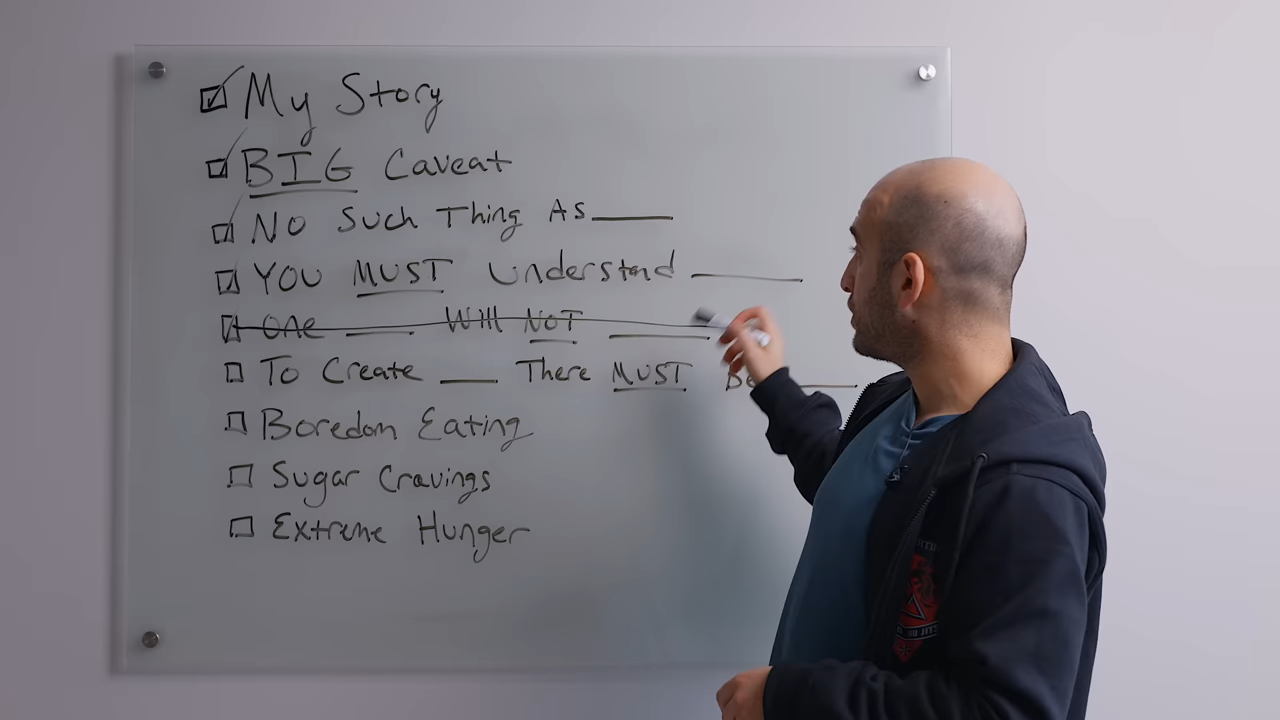 My Story
BIG Caveat
No Such Thing As ____
YOU MUST Understand ____
One ____ Will NOT ____
To Create ____ There MUST Be ____
Boredom Eating
Sugar Cravings
Extreme Hunger